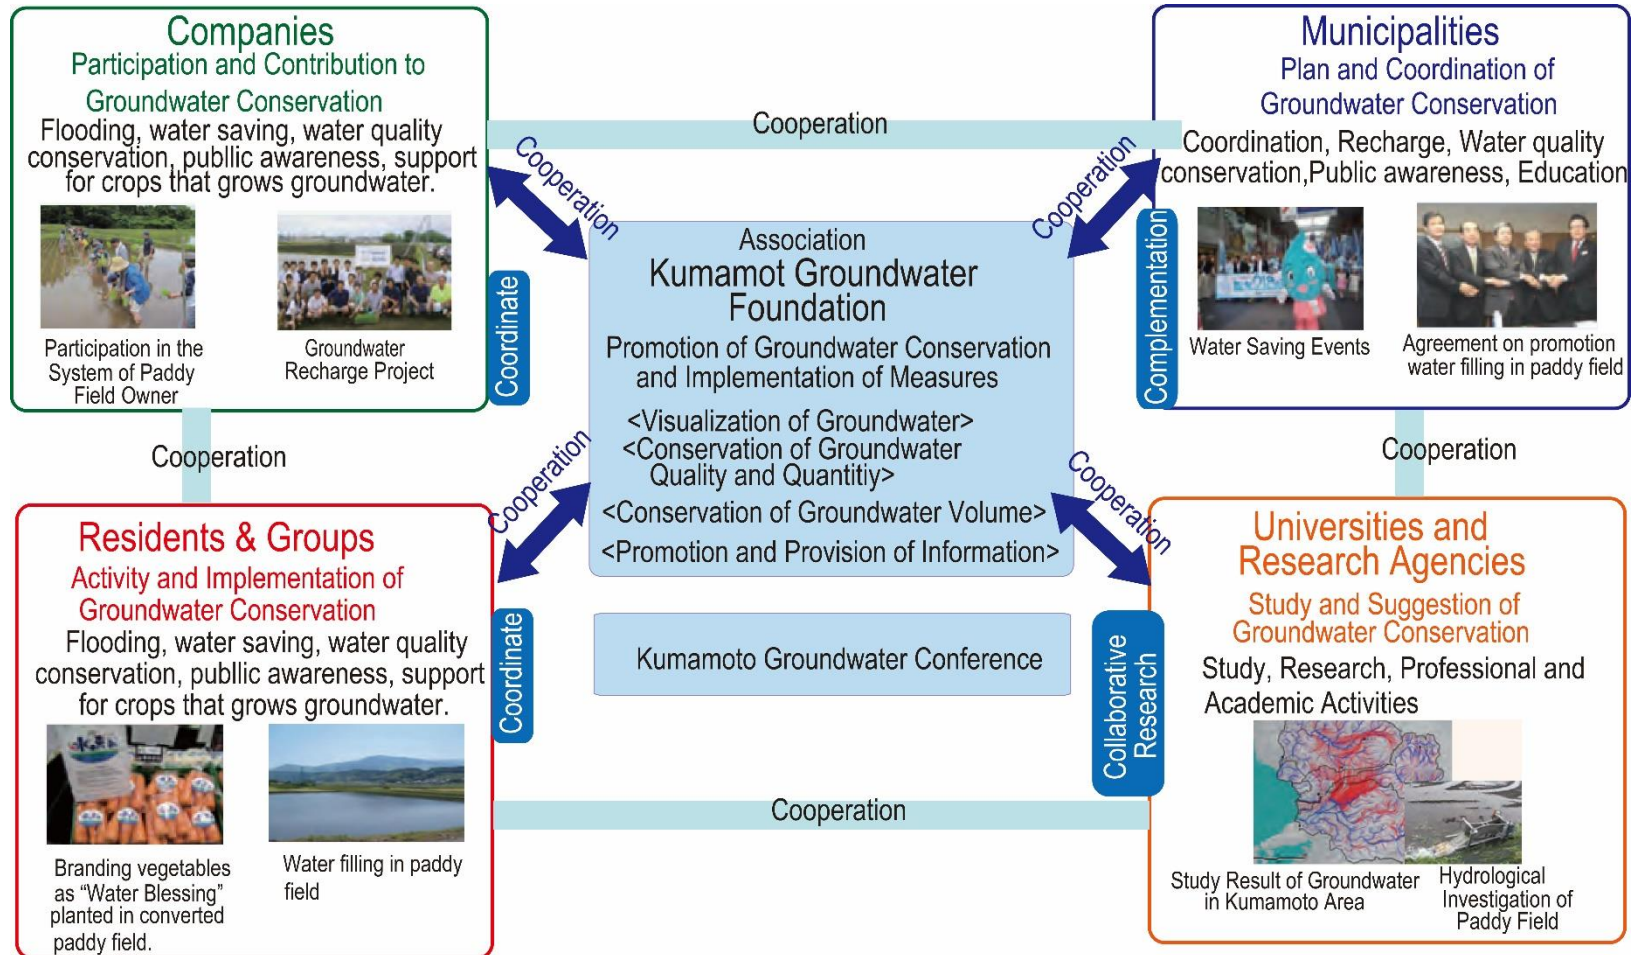 Companies
Participation and Contribution to
Groundwater Conservation
Flooding, water saving, water quality
conservation, publlic awareness, support
for crops that grows groundwater.
Participation in the
System of Paddy
Field Owner
Groundwater
Recharge Project
Coordinate
Cooperation
Cooperation
Cooperation
Municipalities
Plan and Coordination of
Groundwater Conservation
Coordination, Recharge, Water quality
conservation,Public awareness, Education
Water Saving Events
Agreement on promotion
water filling in paddy field
Complementation
Association
Kumamot Groundwater
Foundation
Promotion of Groundwater Conservation
and Implementation of Measures
<Visualization of Groundwater>
<Conservation of Groundwater
Quality and Quantitiy>
<Conservation of Groundwater Volume>
<Promotion and Provision of Information>
Kumamoto Groundwater Conference
Cooperation
Cooperation
Cooperation
Cooperation
Residents & Groups
Activity and Implementation of
Groundwater Conservation
Flooding, water saving, water quality
conservation, publlic awareness, support
for crops that grows groundwater.
Branding vegetables
as “Water Blessing”
planted in converted
paddy field.
Water filling in paddy
field
Coordinate
Cooperation
Collaborative
Research
Universities and
Research Agencies
Study and Suggestion of
Groundwater Conservation
Study, Research, Professional and
Academic Activities
Study Result of Groundwater
in Kumamoto Area
Hydrological
Investigation of
Paddy Field